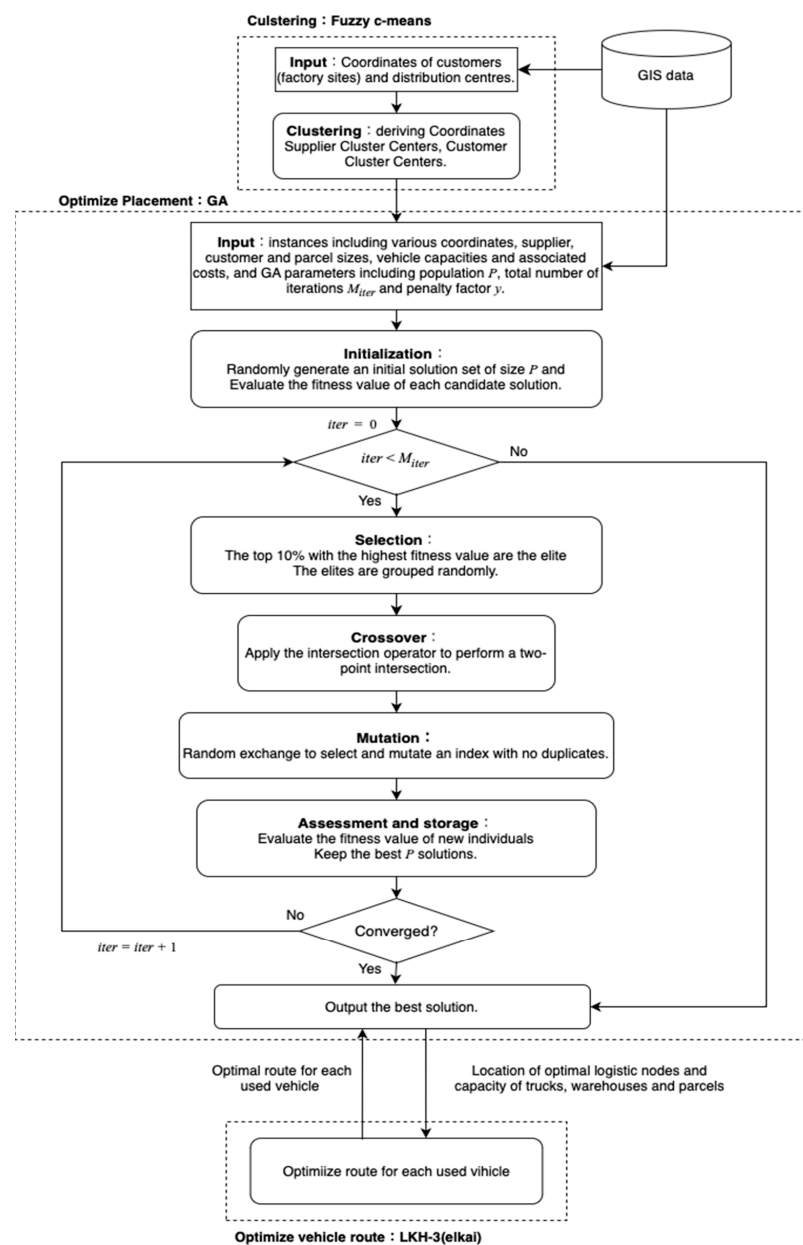 Culstering : Fuzzy c-means
Input : Coordinates of customers
(factory sites) and distribution centres.
GIS data
Clustering : deriving Coordinates
Supplier Cluster Centers, Customer
Cluster Centers.
Optimize Placement : GA
Input : instances including various coordinates, supplier,
customer and parcel sizes, vehicle capacities and associated
costs, and GA parameters including population P, total number of
iterations M_iter and penalty factor y.
Initialization :
Randomly generate an initial solution set of size P and
Evaluate the fitness value of each candidate solution.
iter = 0
iter < M_iter
No
Yes
Selection :
The top 10% with the highest fitness value are the elite
The elites are grouped randomly.
Crossover :
Apply the intersection operator to perform a two-
point intersection.
Mutation :
Random exchange to select and mutate an index with no duplicates.
Assessment and storage :
Evaluate the fitness value of new individuals
Keep the best P solutions.
No
Converged?
iter = iter + 1
Yes
Output the best solution.
Optimal route for each
used vehicle
Location of optimal logistic nodes and
capacity of trucks, warehouses and parcels
Optimiize route for each used vihicle
Optimize vehicle route : LKH-3(elkai)